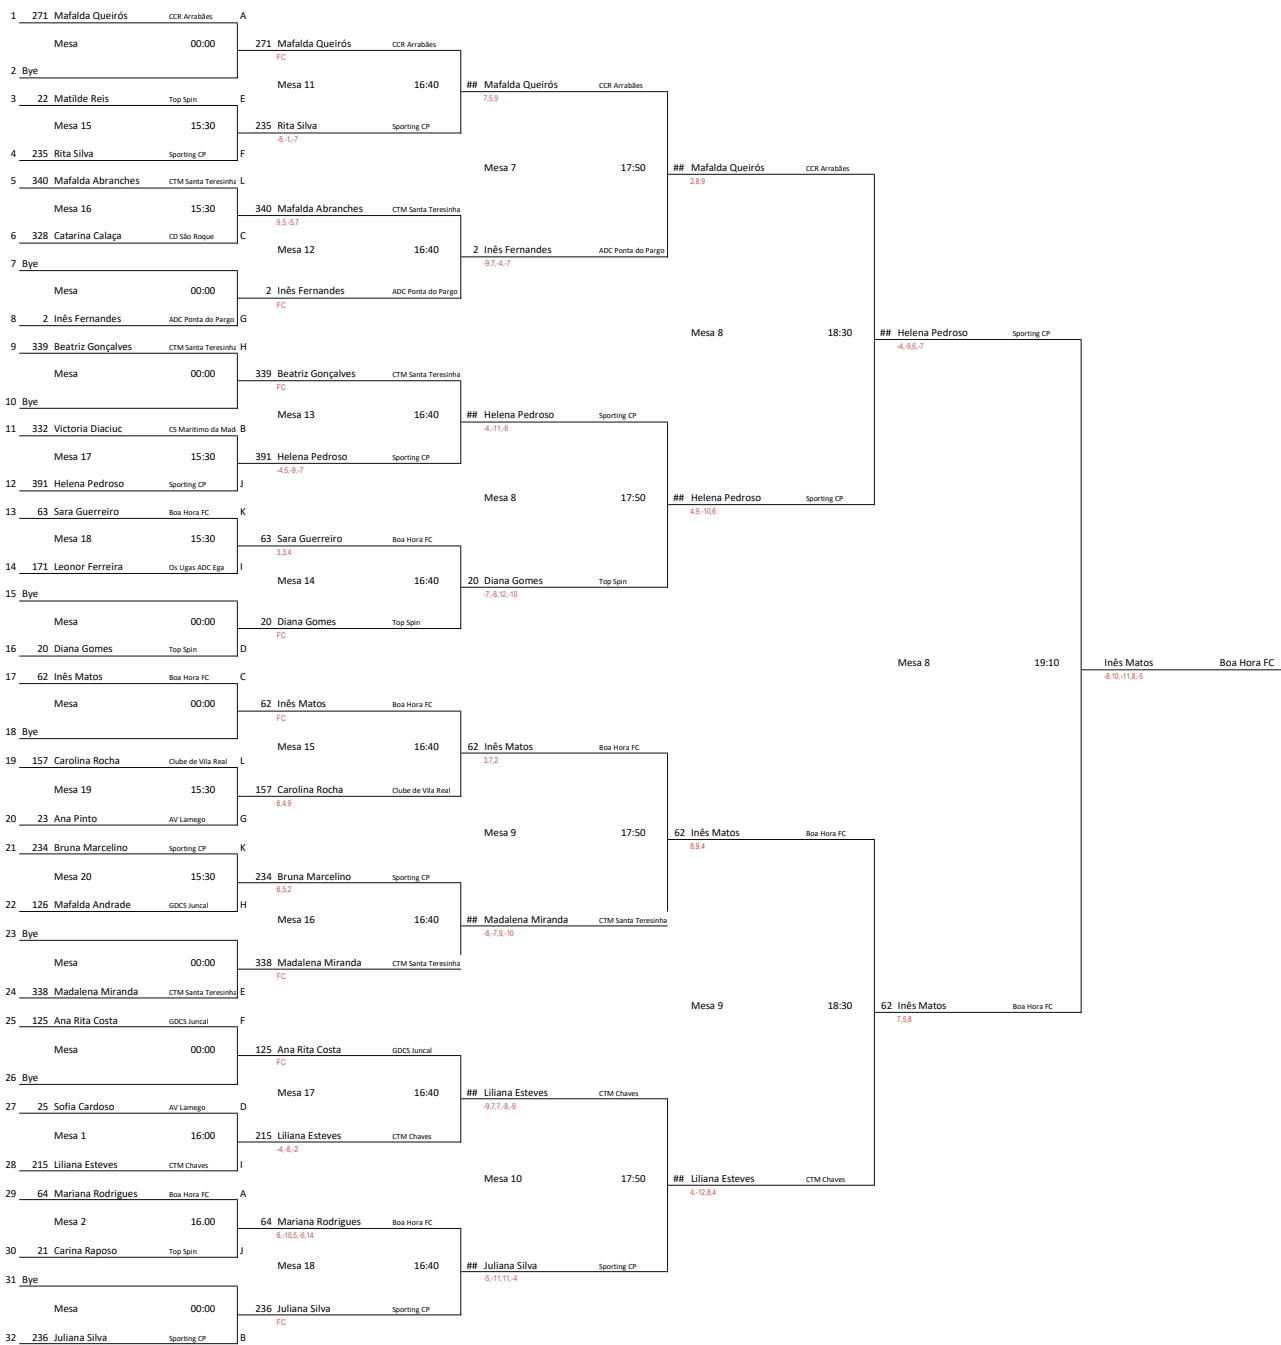 1 271 Mafalda Queirós CCR Arrabães A
Mesa 00:00 271 Mafalda Queirós CCR Arrabães
FC
2 Bye
Mesa 11 16:40 ## Mafalda Queirós CCR Arrabães
7,5,9
3 22 Matilde Reis Top Spin E
Mesa 15 15:30 235 Rita Silva Sporting CP
-8,-1,-7
4 235 Rita Silva Sporting CP F
Mesa 7 17:50 ## Mafalda Queirós CCR Arrabães
2,8,9
5 340 Mafalda Abranches CTM Santa Teresinha L
Mesa 16 15:30 340 Mafalda Abranches CTM Santa Teresinha
9,5,-5,7
6 328 Catarina Calaça CD São Roque C
Mesa 12 16:40 2 Inês Fernandes ADC Ponta do Pargo
-9,7,-4,-7
7 Bye
Mesa 00:00 2 Inês Fernandes ADC Ponta do Pargo
FC
8 2 Inês Fernandes ADC Ponta do Pargo G
Mesa 8 18:30 ## Helena Pedroso Sporting CP
-4,-9,6,-7
9 339 Beatriz Gonçalves CTM Santa Teresinha H
Mesa 00:00 339 Beatriz Gonçalves CTM Santa Teresinha
FC
10 Bye
Mesa 13 16:40 ## Helena Pedroso Sporting CP
-4,-11,-6
11 332 Victoria Diaciuc CS Marítimo da Mad B
Mesa 17 15:30 391 Helena Pedroso Sporting CP
-4,5,-9,-7
12 391 Helena Pedroso Sporting CP J
Mesa 8 17:50 ## Helena Pedroso Sporting CP
4,9,-10,6
13 63 Sara Guerreiro Boa Hora FC K
Mesa 18 15:30 63 Sara Guerreiro Boa Hora FC
3,3,4
14 171 Leonor Ferreira Os Ugas ADC Ega I
Mesa 14 16:40 20 Diana Gomes Top Spin
-7,-8,12,-10
15 Bye
Mesa 00:00 20 Diana Gomes Top Spin
FC
16 20 Diana Gomes Top Spin D
Mesa 8 19:10 Inês Matos Boa Hora FC
-8,10,-11,8,-5
17 62 Inês Matos Boa Hora FC C
Mesa 00:00 62 Inês Matos Boa Hora FC
FC
18 Bye
Mesa 15 16:40 62 Inês Matos Boa Hora FC
3,7,2
19 157 Carolina Rocha Clube de Vila Real L
Mesa 19 15:30 157 Carolina Rocha Clube de Vila Real
6,4,9
20 23 Ana Pinto AV Lamego G
Mesa 9 17:50 62 Inês Matos Boa Hora FC
8,9,4
21 234 Bruna Marcelino Sporting CP K
Mesa 20 15:30 234 Bruna Marcelino Sporting CP
6,5,2
22 126 Mafalda Andrade GDCS Juncal H
Mesa 16 16:40 ## Madalena Miranda CTM Santa Teresinha
-8,-7,9,-10
23 Bye
Mesa 00:00 338 Madalena Miranda CTM Santa Teresinha
FC
24 338 Madalena Miranda CTM Santa Teresinha E
Mesa 9 18:30 62 Inês Matos Boa Hora FC
7,5,8
25 125 Ana Rita Costa GDCS Juncal F
Mesa 00:00 125 Ana Rita Costa GDCS Juncal
FC
26 Bye
Mesa 17 16:40 ## Liliana Esteves CTM Chaves
-9,7,7,-8,-9
27 25 Sofia Cardoso AV Lamego D
Mesa 1 16:00 215 Liliana Esteves CTM Chaves
-4,-8,-2
28 215 Liliana Esteves CTM Chaves I
Mesa 10 17:50 ## Liliana Esteves CTM Chaves
4,-12,8,4
29 64 Mariana Rodrigues Boa Hora FC A
Mesa 2 16.00 64 Mariana Rodrigues Boa Hora FC
8,-10,5,-6,14
30 21 Carina Raposo Top Spin J
Mesa 18 16:40 ## Juliana Silva Sporting CP
-5,-11,11,-4
31 Bye
Mesa 00:00 236 Juliana Silva Sporting CP
FC
32 236 Juliana Silva Sporting CP B